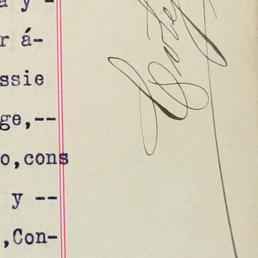 a y -
r á-
ssie
ge,--
o,cons
y --
,Con-